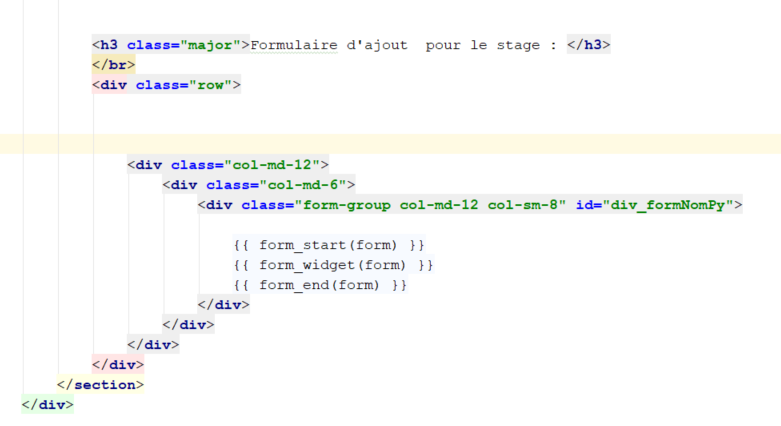 <h3 class="major">Formulaire d'ajout  pour le stage : </h3>
</br>
<div class="row">
<div class="col-md-12">
<div class="col-md-6">
<div class="form-group col-md-12 col-sm-8" id="div_formNomPy">
{{ form_start(form) }}
{{ form_widget(form) }}
{{ form_end(form) }}
</div>
</div>
</div>
</div>
</section>
</div>